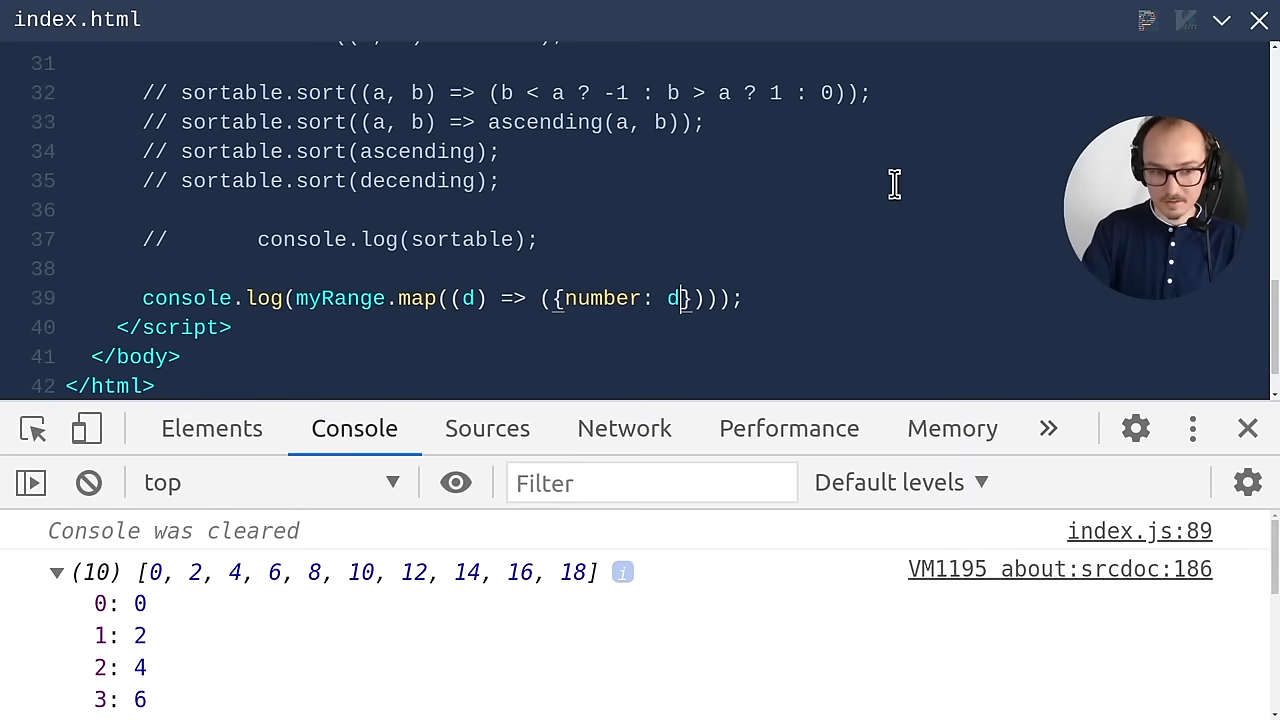 index.html
31
32 // sortable.sort((a, b) => (b < a ? -1 : b > a ? 1 : 0));
33 // sortable.sort((a, b) => ascending(a, b));
34 // sortable.sort(ascending);
35 // sortable.sort(decending);
36
37 //       console.log(sortable);
38
39 console.log(myRange.map((d) => ({number: d})));
40 </script>
41 </body>
42 </html>
Elements Console Sources Network Performance Memory »
top Filter Default levels ▼
Console was cleared index.js:89
(10) [0, 2, 4, 6, 8, 10, 12, 14, 16, 18] i VM1195 about:srcdoc:186
0: 0
1: 2
2: 4
3: 6